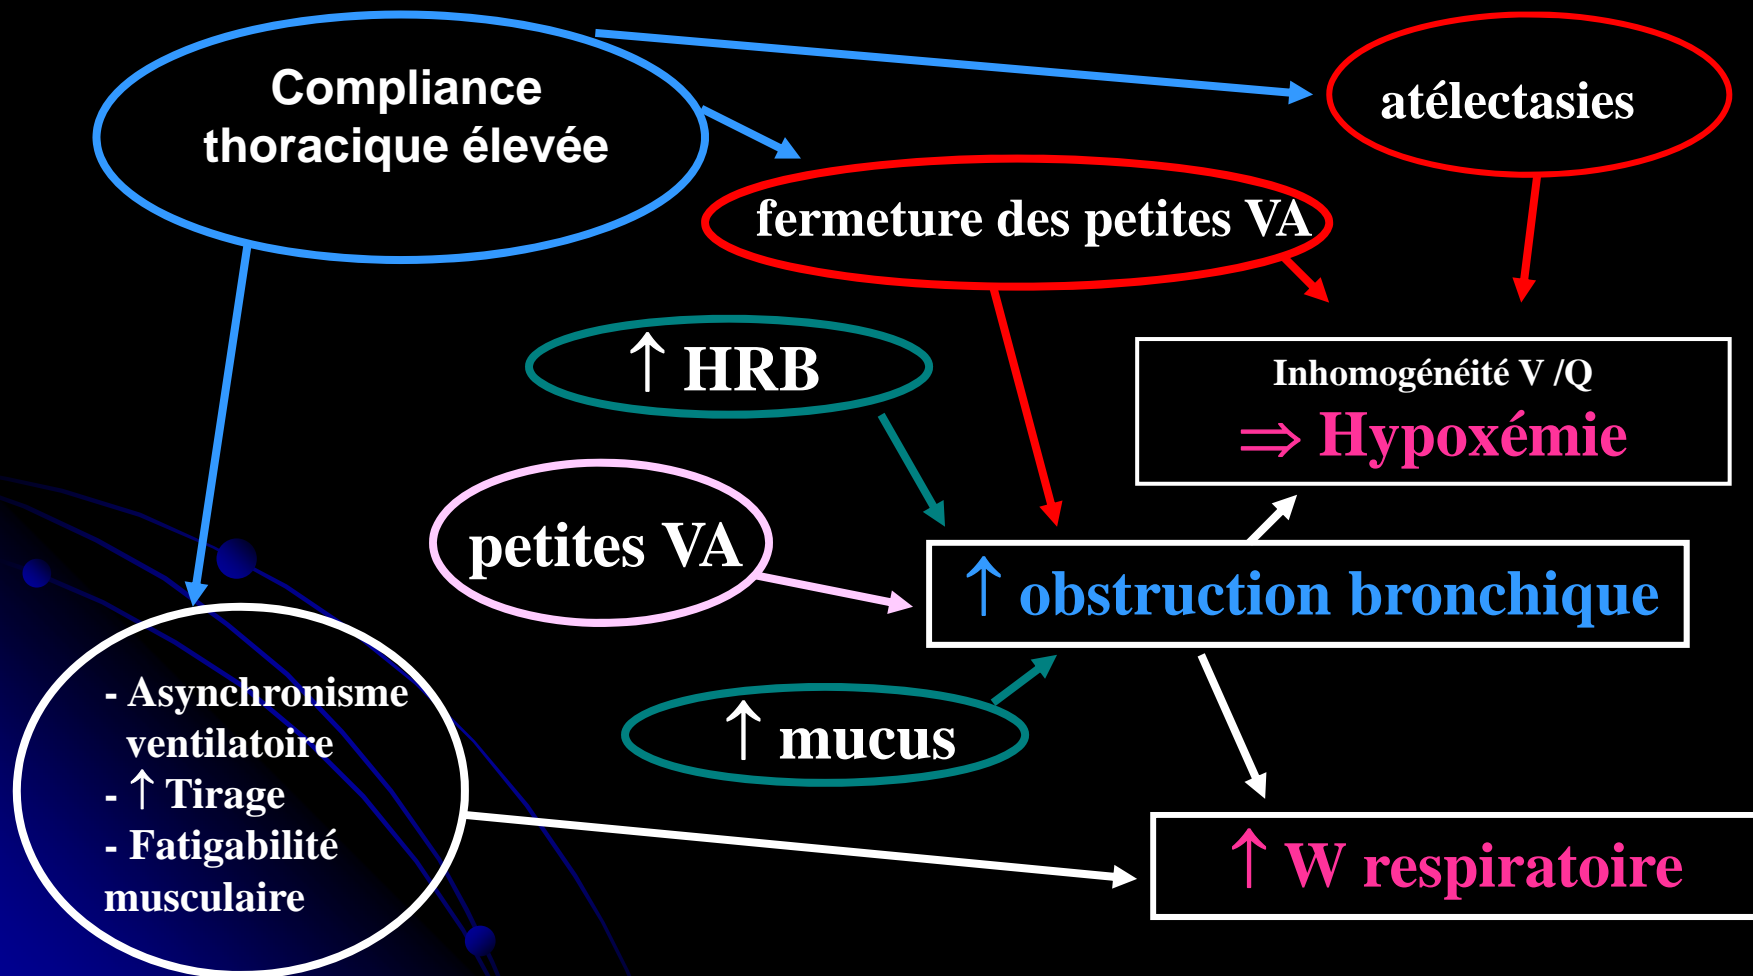 Compliance
thoracique élevée
atélectasies
fermeture des petites VA
↑ HRB
Inhomogénéité V /Q
⇒ Hypoxémie
petites VA
↑ obstruction bronchique
- Asynchronisme
ventilatoire
- ↑ Tirage
- Fatigabilité
musculaire
↑ mucus
↑ W respiratoire